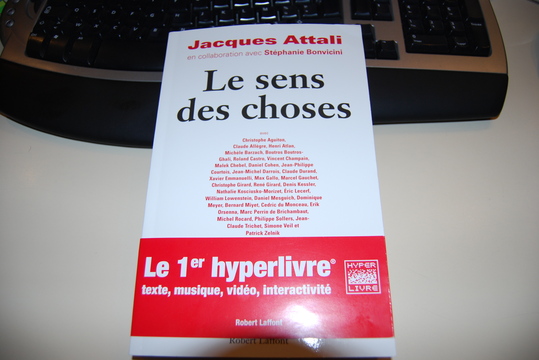 Jacques Attali
en collaboration avec Stéphanie Bonvicini
Le sens
des choses
avec
Christophe Aguiton,
Claude Allègre, Henri Atlan,
Michèle Barzach, Boutros Boutros-
Ghali, Roland Castro, Vincent Champain,
Malek Chebel, Daniel Cohen, Jean-Philippe
Courtois, Jean-Michel Darrois, Claude Durand,
Xavier Emmanuelli, Max Gallo, Marcel Gauchet,
Christophe Girard, René Girard, Denis Kessler,
Nathalie Kosciusko-Morizet, Eric Lecerf,
William Lowenstein, Daniel Mesguich, Dominique
Meyer, Bernard Miyet, Cedric du Monceau, Erik
Orsenna, Marc Perrin de Brichambaut,
Michel Rocard, Philippe Sollers, Jean-
Claude Trichet, Simone Veil et
Patrick Zelnik
Le 1er hyperlivre®
texte, musique, vidéo, interactivité
HYPER
LIVRE
Robert Laffont
Robert Laffont